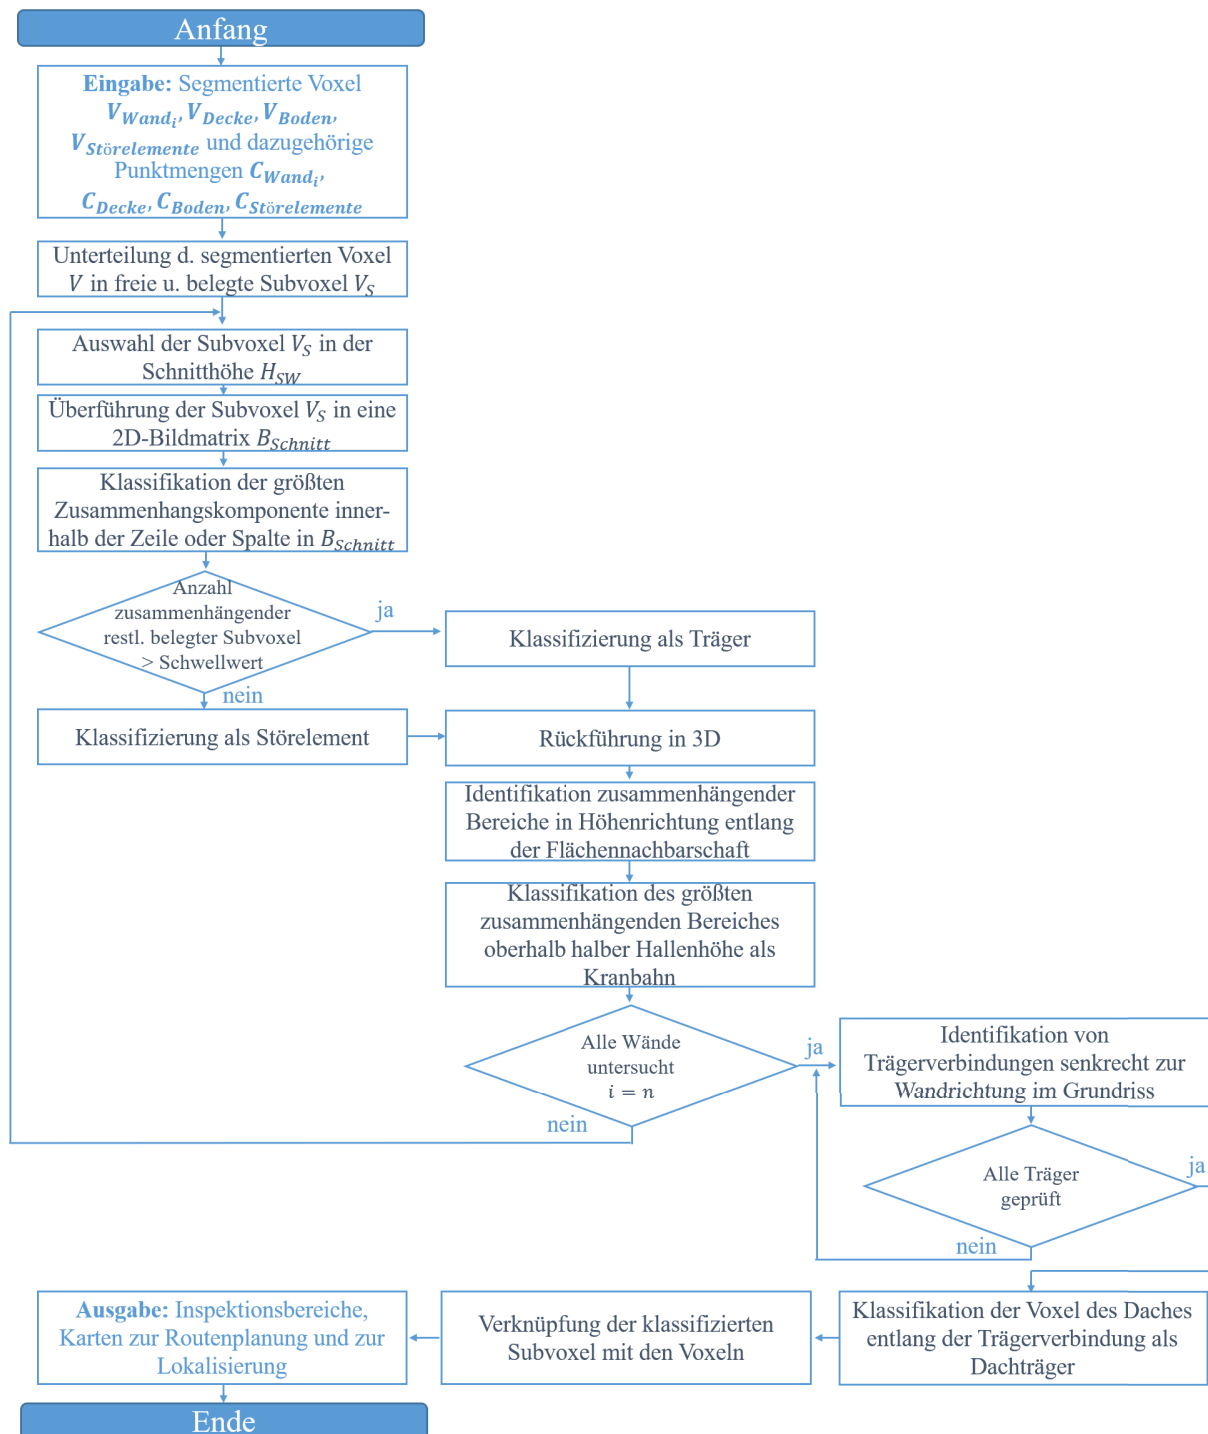 Anfang
Eingabe: Segmentierte Voxel
V_Wand_i, V_Decke, V_Boden,
V_Störelemente und dazugehörige
Punktmengen C_Wand_i,
C_Decke, C_Boden, C_Störelemente
Unterteilung d. segmentierten Voxel
V in freie u. belegte Subvoxel V_S
Auswahl der Subvoxel V_S in der
Schnitthöhe H_SW
Überführung der Subvoxel V_S in eine
2D-Bildmatrix B_Schnitt
Klassifikation der größten
Zusammenhangskomponente inner-
halb der Zeile oder Spalte in B_Schnitt
Anzahl
zusammenhängender
restl. belegter Subvoxel
> Schwellwert
ja
nein
Klassifizierung als Träger
Klassifizierung als Störelement
Rückführung in 3D
Identifikation zusammenhängender
Bereiche in Höhenrichtung entlang
der Flächennachbarschaft
Klassifikation des größten
zusammenhängenden Bereiches
oberhalb halber Hallenhöhe als
Kranbahn
Alle Wände
untersucht
i = n
ja
nein
Identifikation von
Trägerverbindungen senkrecht zur
Wandrichtung im Grundriss
Alle Träger
geprüft
ja
nein
Klassifikation der Voxel des Daches
entlang der Trägerverbindung als
Dachträger
Verknüpfung der klassifizierten
Subvoxel mit den Voxeln
Ausgabe: Inspektionsbereiche,
Karten zur Routenplanung und zur
Lokalisierung
Ende